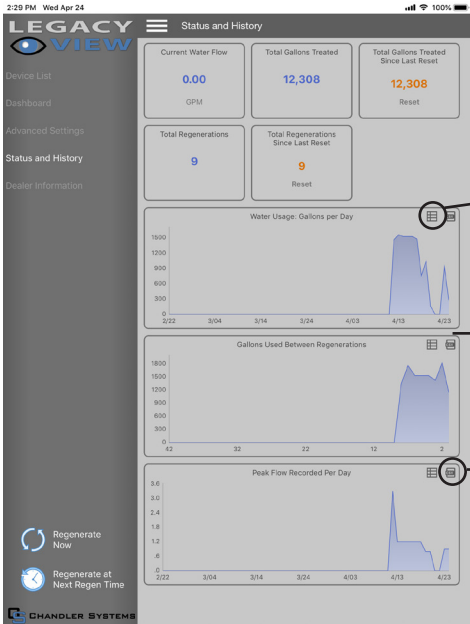 2:29 PM Wed Apr 24
100%
LEGACY
VIEW
Device List
Dashboard
Advanced Settings
Status and History
Dealer Information
Regenerate
Now
Regenerate at
Next Regen Time
CHANDLER SYSTEMS
Status and History
Current Water Flow
0.00
GPM
Total Gallons Treated
12,308
Total Gallons Treated
Since Last Reset
12,308
Reset
Total Regenerations
9
Total Regenerations
Since Last Reset
9
Reset
Water Usage: Gallons per Day
1500
1200
900
600
300
0
2/22 3/04 3/14 3/24 4/03 4/13 4/23
Gallons Used Between Regenerations
1800
1500
1200
900
600
300
0
42 32 22 12 2
Peak Flow Recorded Per Day
3.6
3.0
2.4
1.8
1.2
.6
.0
2/22 3/04 3/14 3/24 4/03 4/13 4/23